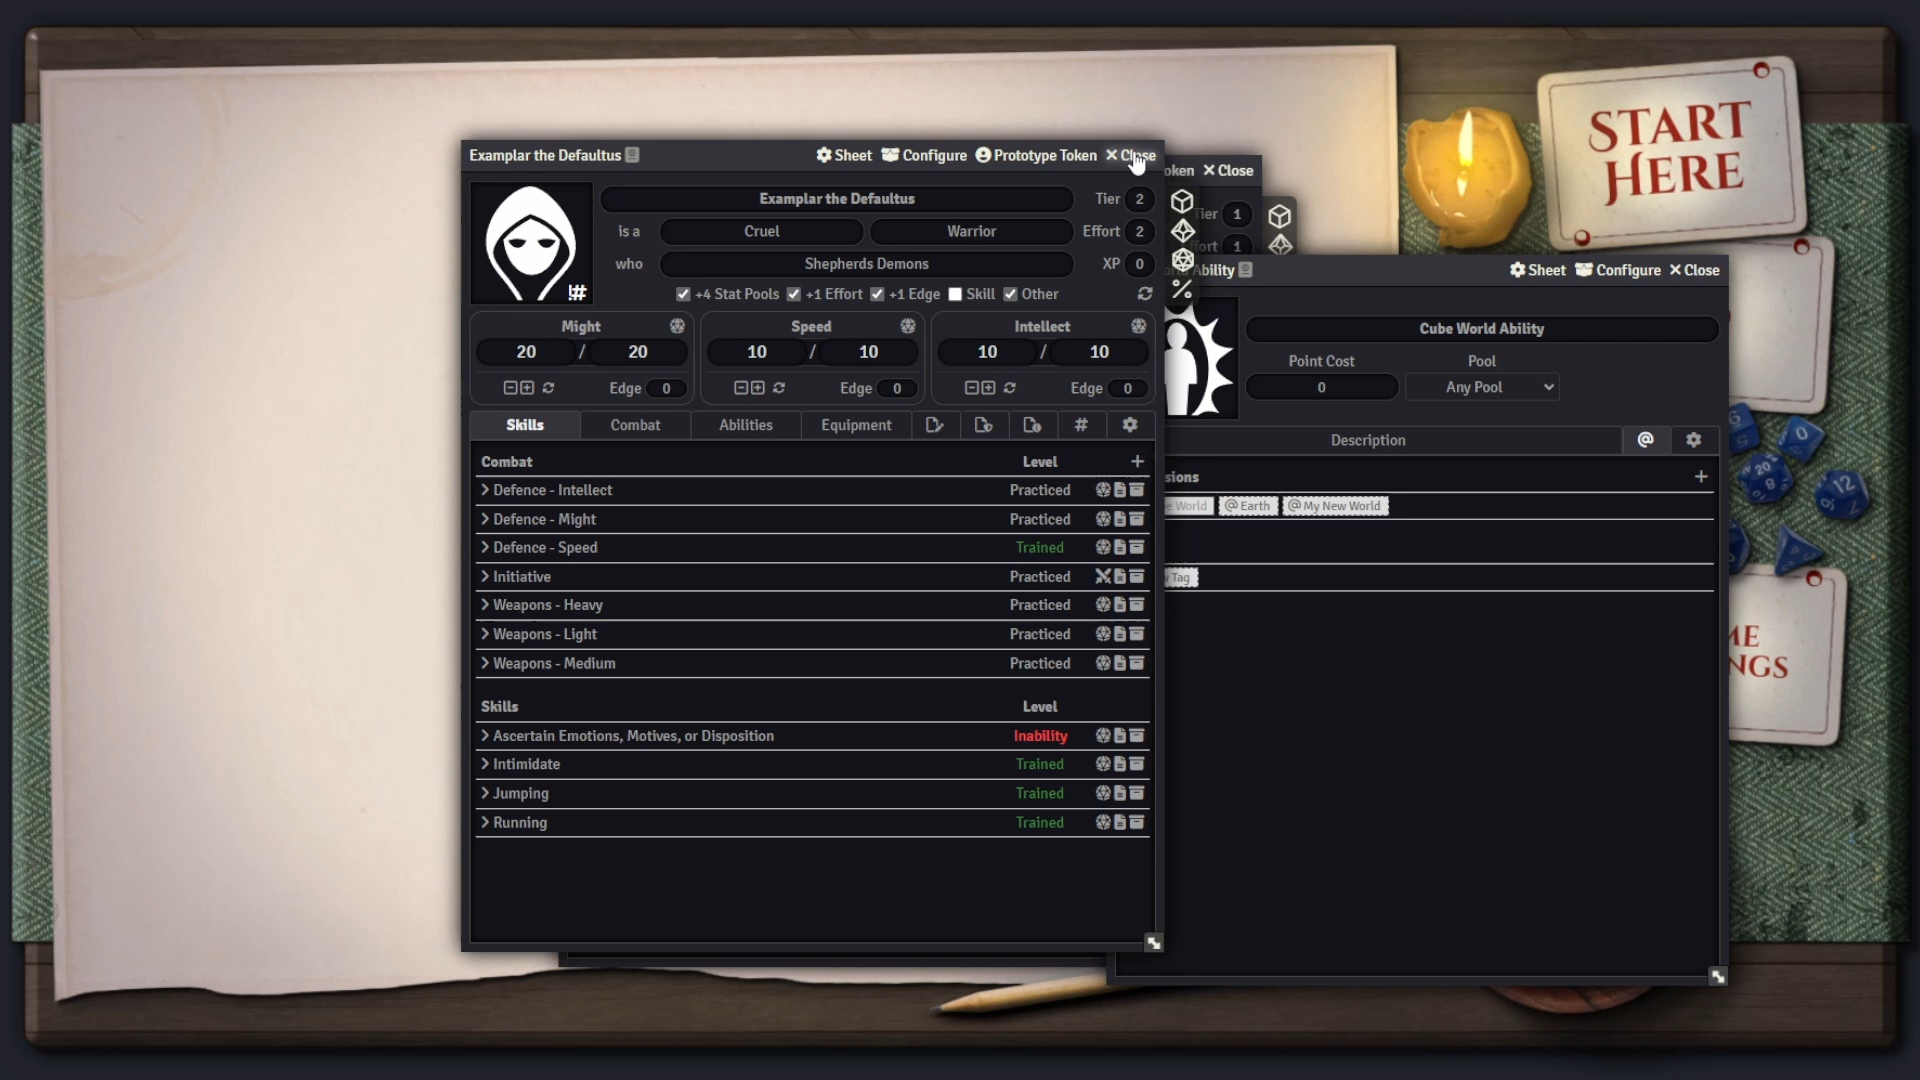 START
HERE
Examplar the Defaultus
Sheet
Configure
Prototype Token
Close
Close
Examplar the Defaultus
Tier
2
Tier
1
is a
Cruel
Warrior
Effort
2
1
who
Shepherds Demons
XP
0
Ability
Sheet
Configure
Close
+4 Stat Pools
+1 Effort
+1 Edge
Skill
Other
Might
Speed
Intellect
Cube World Ability
20 / 20
10 / 10
10 / 10
Point Cost
Pool
Edge 0
Edge 0
Edge 0
0
Any Pool
Skills
Combat
Abilities
Equipment
#
Description
@
Combat
Level
+
+
Defence - Intellect
Practiced
World
@ Earth
@ My New World
Defence - Might
Practiced
Defence - Speed
Trained
Initiative
Practiced
Tag
Weapons - Heavy
Practiced
Weapons - Light
Practiced
Weapons - Medium
Practiced
Skills
Level
Ascertain Emotions, Motives, or Disposition
Inability
Intimidate
Trained
Jumping
Trained
Running
Trained